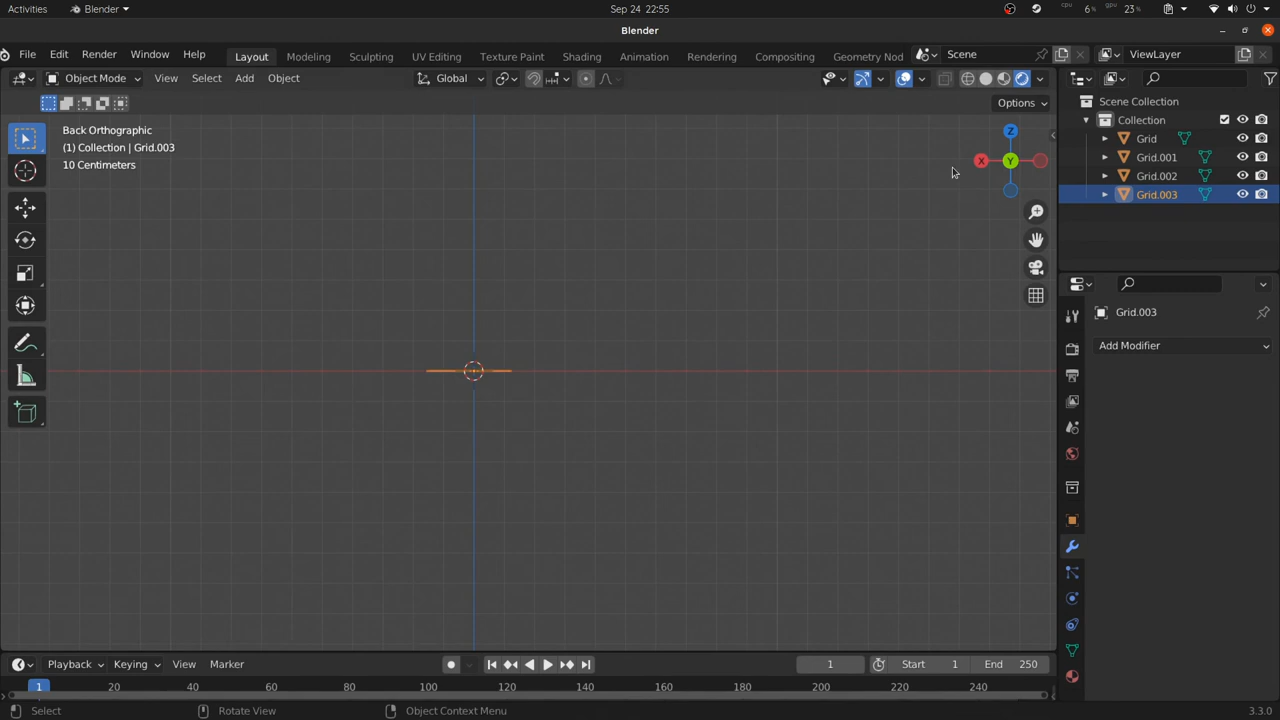 Activities Blender Sep 24 22:55 cpu 6% mem 23%
Blender
File Edit Render Window Help Layout Modeling Sculpting UV Editing Texture Paint Shading Animation Rendering Compositing Geometry Nod Scene ViewLayer
Object Mode View Select Add Object Global
Options
Scene Collection
Collection
Grid
Grid.001
Grid.002
Grid.003
Back Orthographic
(1) Collection | Grid.003
10 Centimeters
Z
X Y
Grid.003
Add Modifier
Playback Keying View Marker 1 Start 1 End 250
1 20 40 60 80 100 120 140 160 180 200 220 240
Select Rotate View Object Context Menu 3.3.0